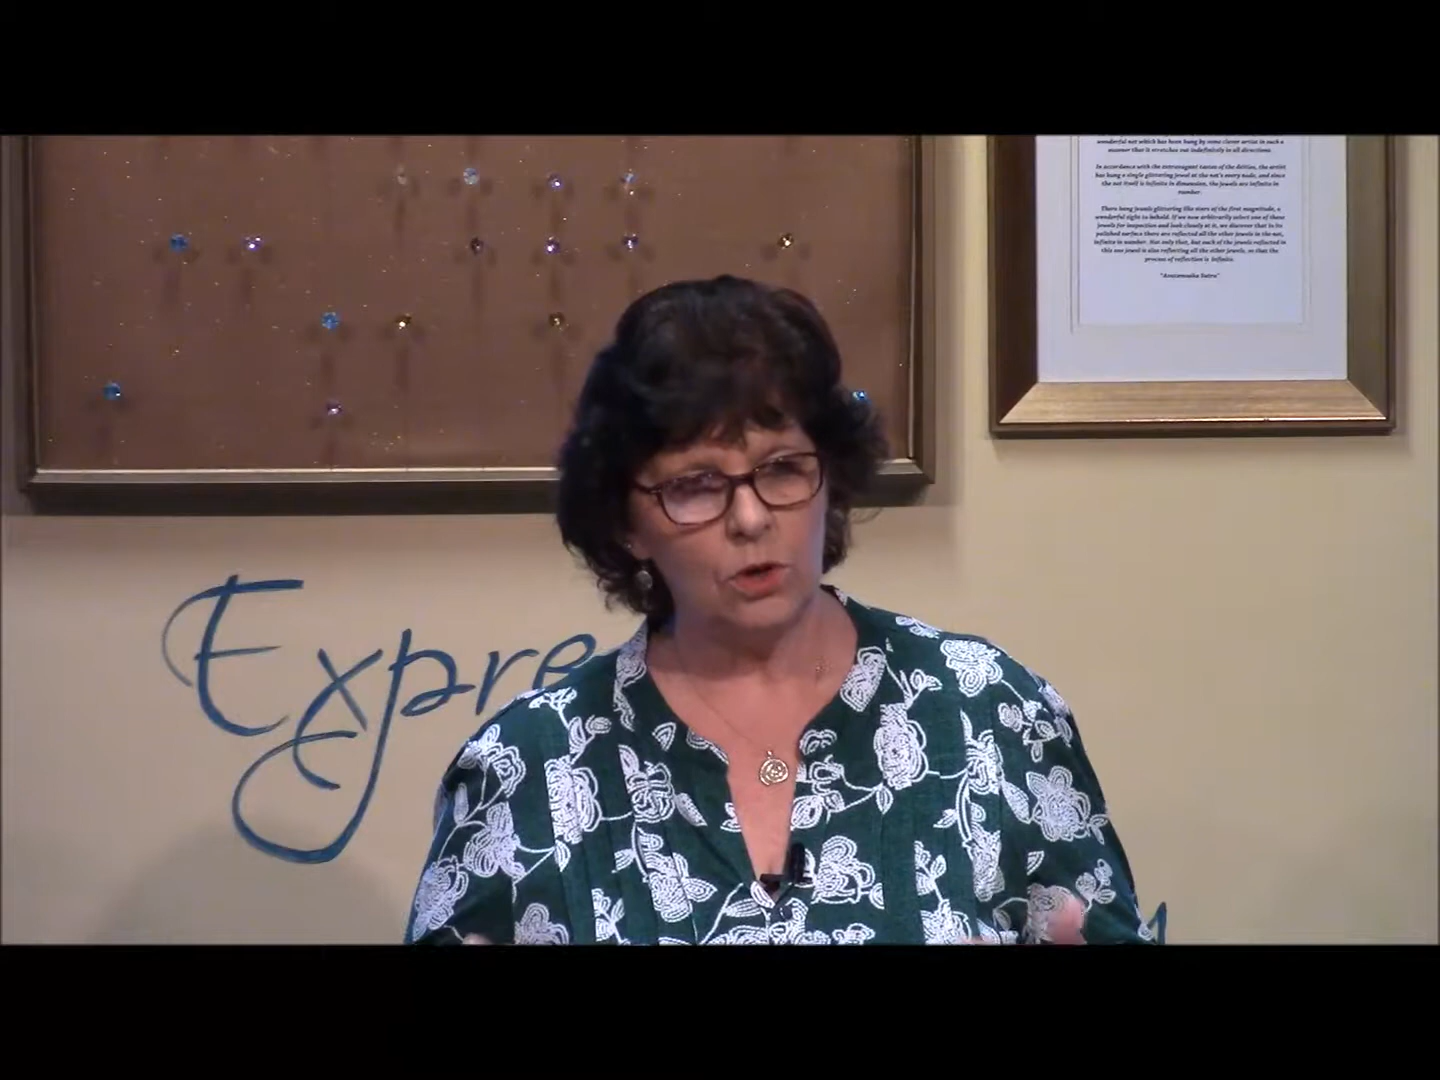 wonderful net which has been hung by some clever artist in such a
manner that it stretches out indefinitely in all directions.
In accordance with the extravagant tastes of the deities, the artist
has hung a single glittering jewel at the net's every node, and since
the net itself is infinite in dimension, the jewels are infinite in
number.
There hang jewels glittering like stars of the first magnitude, a
wonderful sight to behold. If we now arbitrarily select one of these
jewels for inspection and look closely at it, we discover that in its
polished surface there are reflected all the other jewels in the net,
infinite in number. Not only that, but each of the jewels reflected in
this one jewel is also reflecting all the other jewels, so that the
process of reflection is infinite.
"Avatamsaka Sutra"
Expre